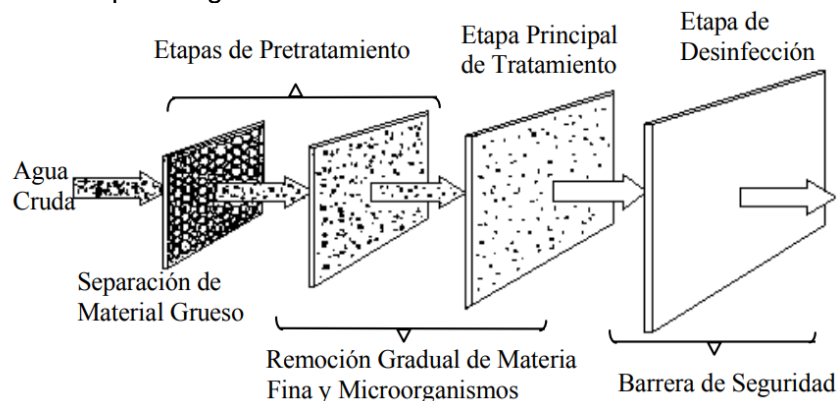 Etapas de Pretratamiento
Etapa Principal
de Tratamiento
Etapa de
Desinfección
Agua
Cruda
Separación de
Material Grueso
Remoción Gradual de Materia
Fina y Microorganismos
Barrera de Seguridad